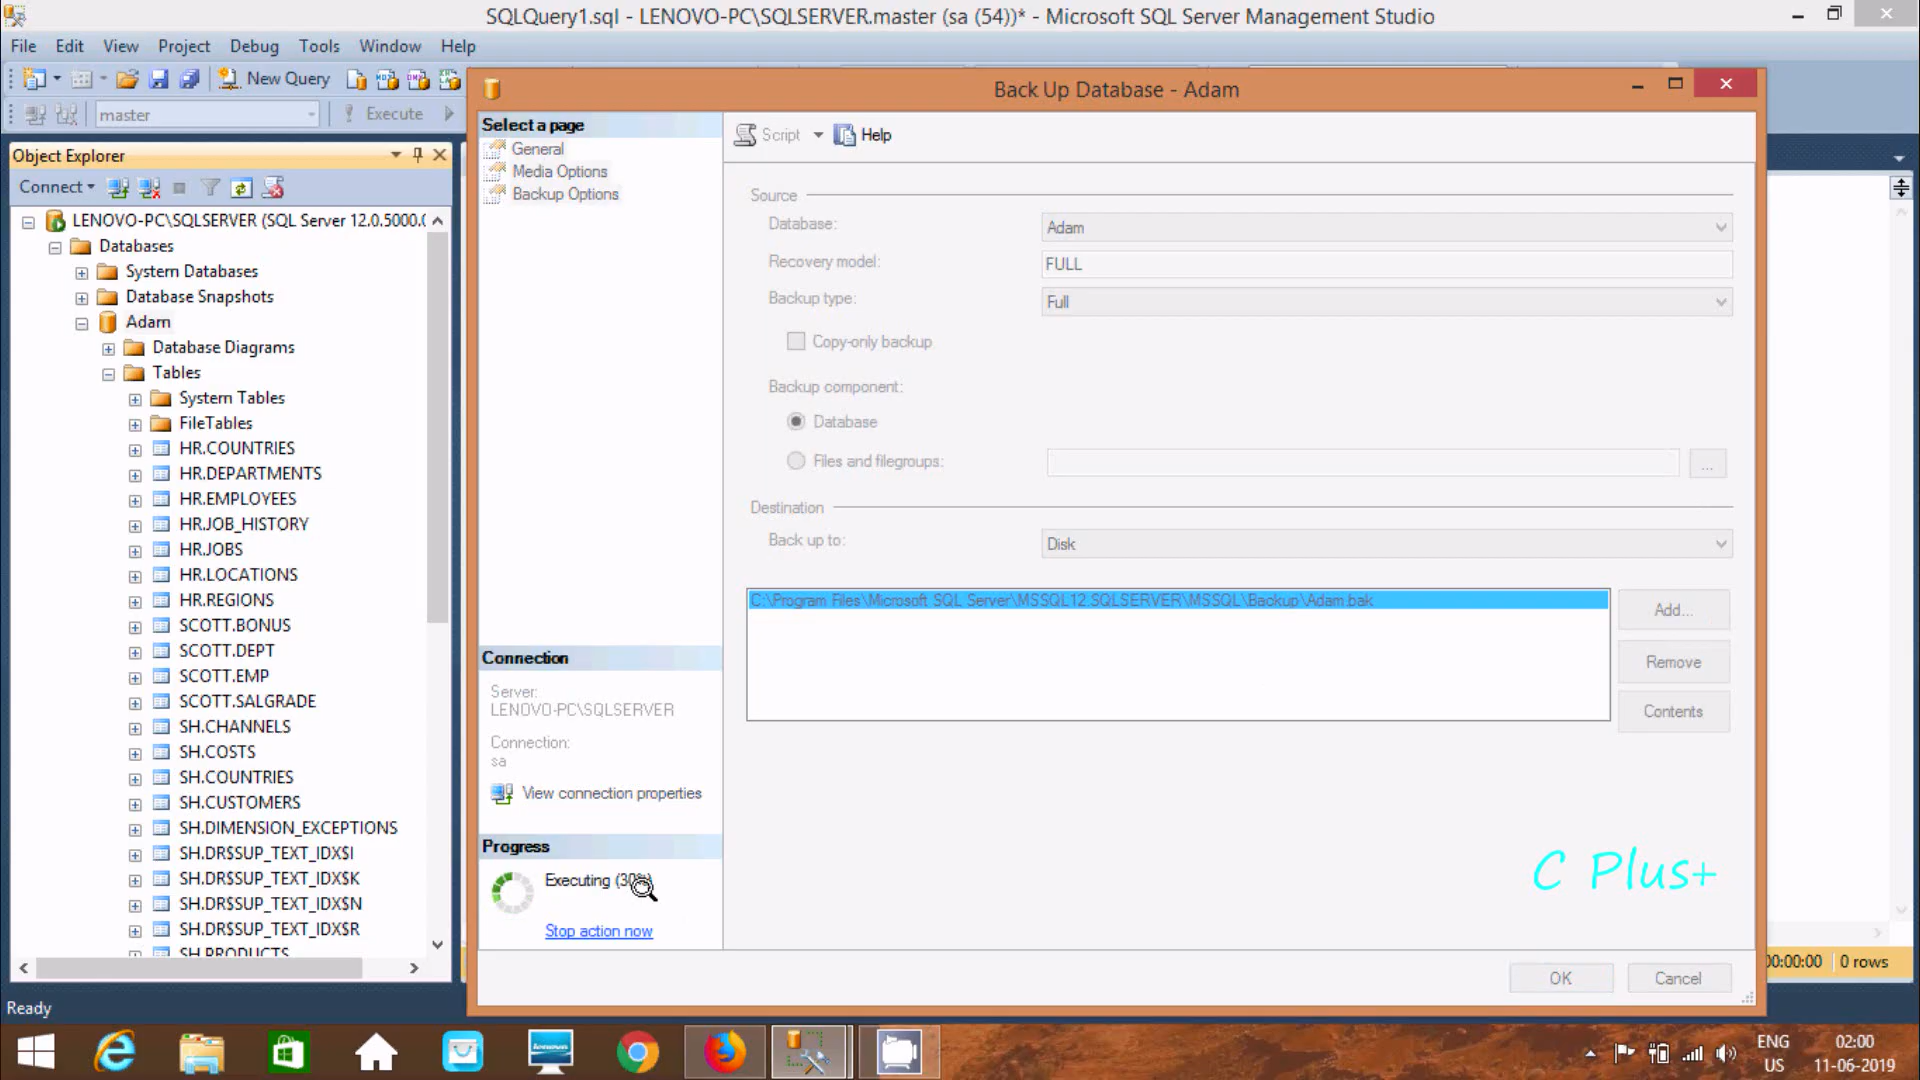 SQLQuery1.sql - LENOVO-PC\SQLSERVER.master (sa (54))* - Microsoft SQL Server Management Studio
File Edit View Project Debug Tools Window Help
New Query
master
Execute
Object Explorer
Connect
LENOVO-PC\SQLSERVER (SQL Server 12.0.5000.0
Databases
System Databases
Database Snapshots
Adam
Database Diagrams
Tables
System Tables
FileTables
HR.COUNTRIES
HR.DEPARTMENTS
HR.EMPLOYEES
HR.JOB_HISTORY
HR.JOBS
HR.LOCATIONS
HR.REGIONS
SCOTT.BONUS
SCOTT.DEPT
SCOTT.EMP
SCOTT.SALGRADE
SH.CHANNELS
SH.COSTS
SH.COUNTRIES
SH.CUSTOMERS
SH.DIMENSION_EXCEPTIONS
SH.DR$SUP_TEXT_IDX$I
SH.DR$SUP_TEXT_IDX$K
SH.DR$SUP_TEXT_IDX$N
SH.DR$SUP_TEXT_IDX$R
SH.PRODUCTS
Back Up Database - Adam
Select a page
General
Media Options
Backup Options
Connection
Server:
LENOVO-PC\SQLSERVER
Connection:
sa
View connection properties
Progress
Executing (30%)
Stop action now
Script Help
Source
Database: Adam
Recovery model: FULL
Backup type: Full
Copy-only backup
Backup component:
Database
Files and filegroups: ...
Destination
Back up to: Disk
C:\Program Files\Microsoft SQL Server\MSSQL12.SQLSERVER\MSSQL\Backup\Adam.bak
Add...
Remove
Contents
C Plus+
OK Cancel
00:00:00 0 rows
Ready
lenovo
ENG
US
02:00
11-06-2019